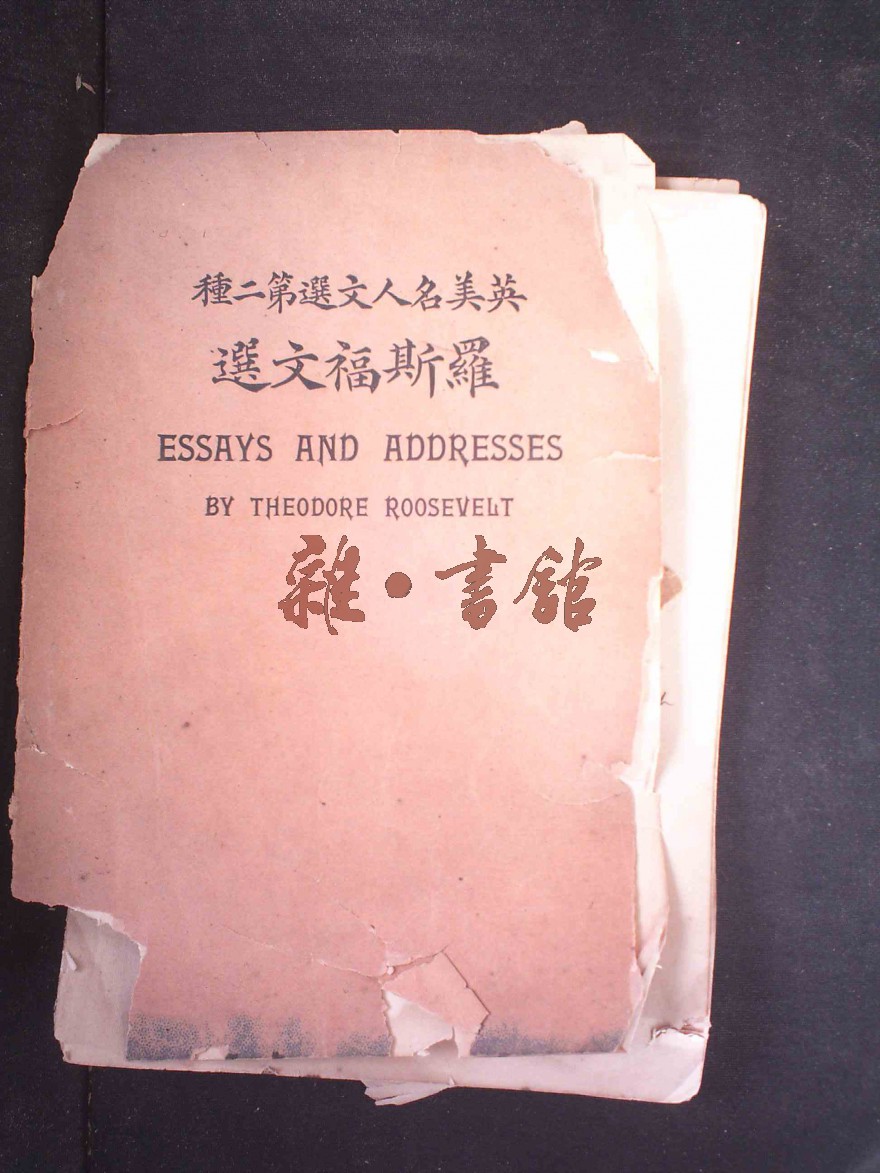 英美名人文選第二種
羅斯福文選
ESSAYS AND ADDRESSES
BY THEODORE ROOSEVELT
雜·書館